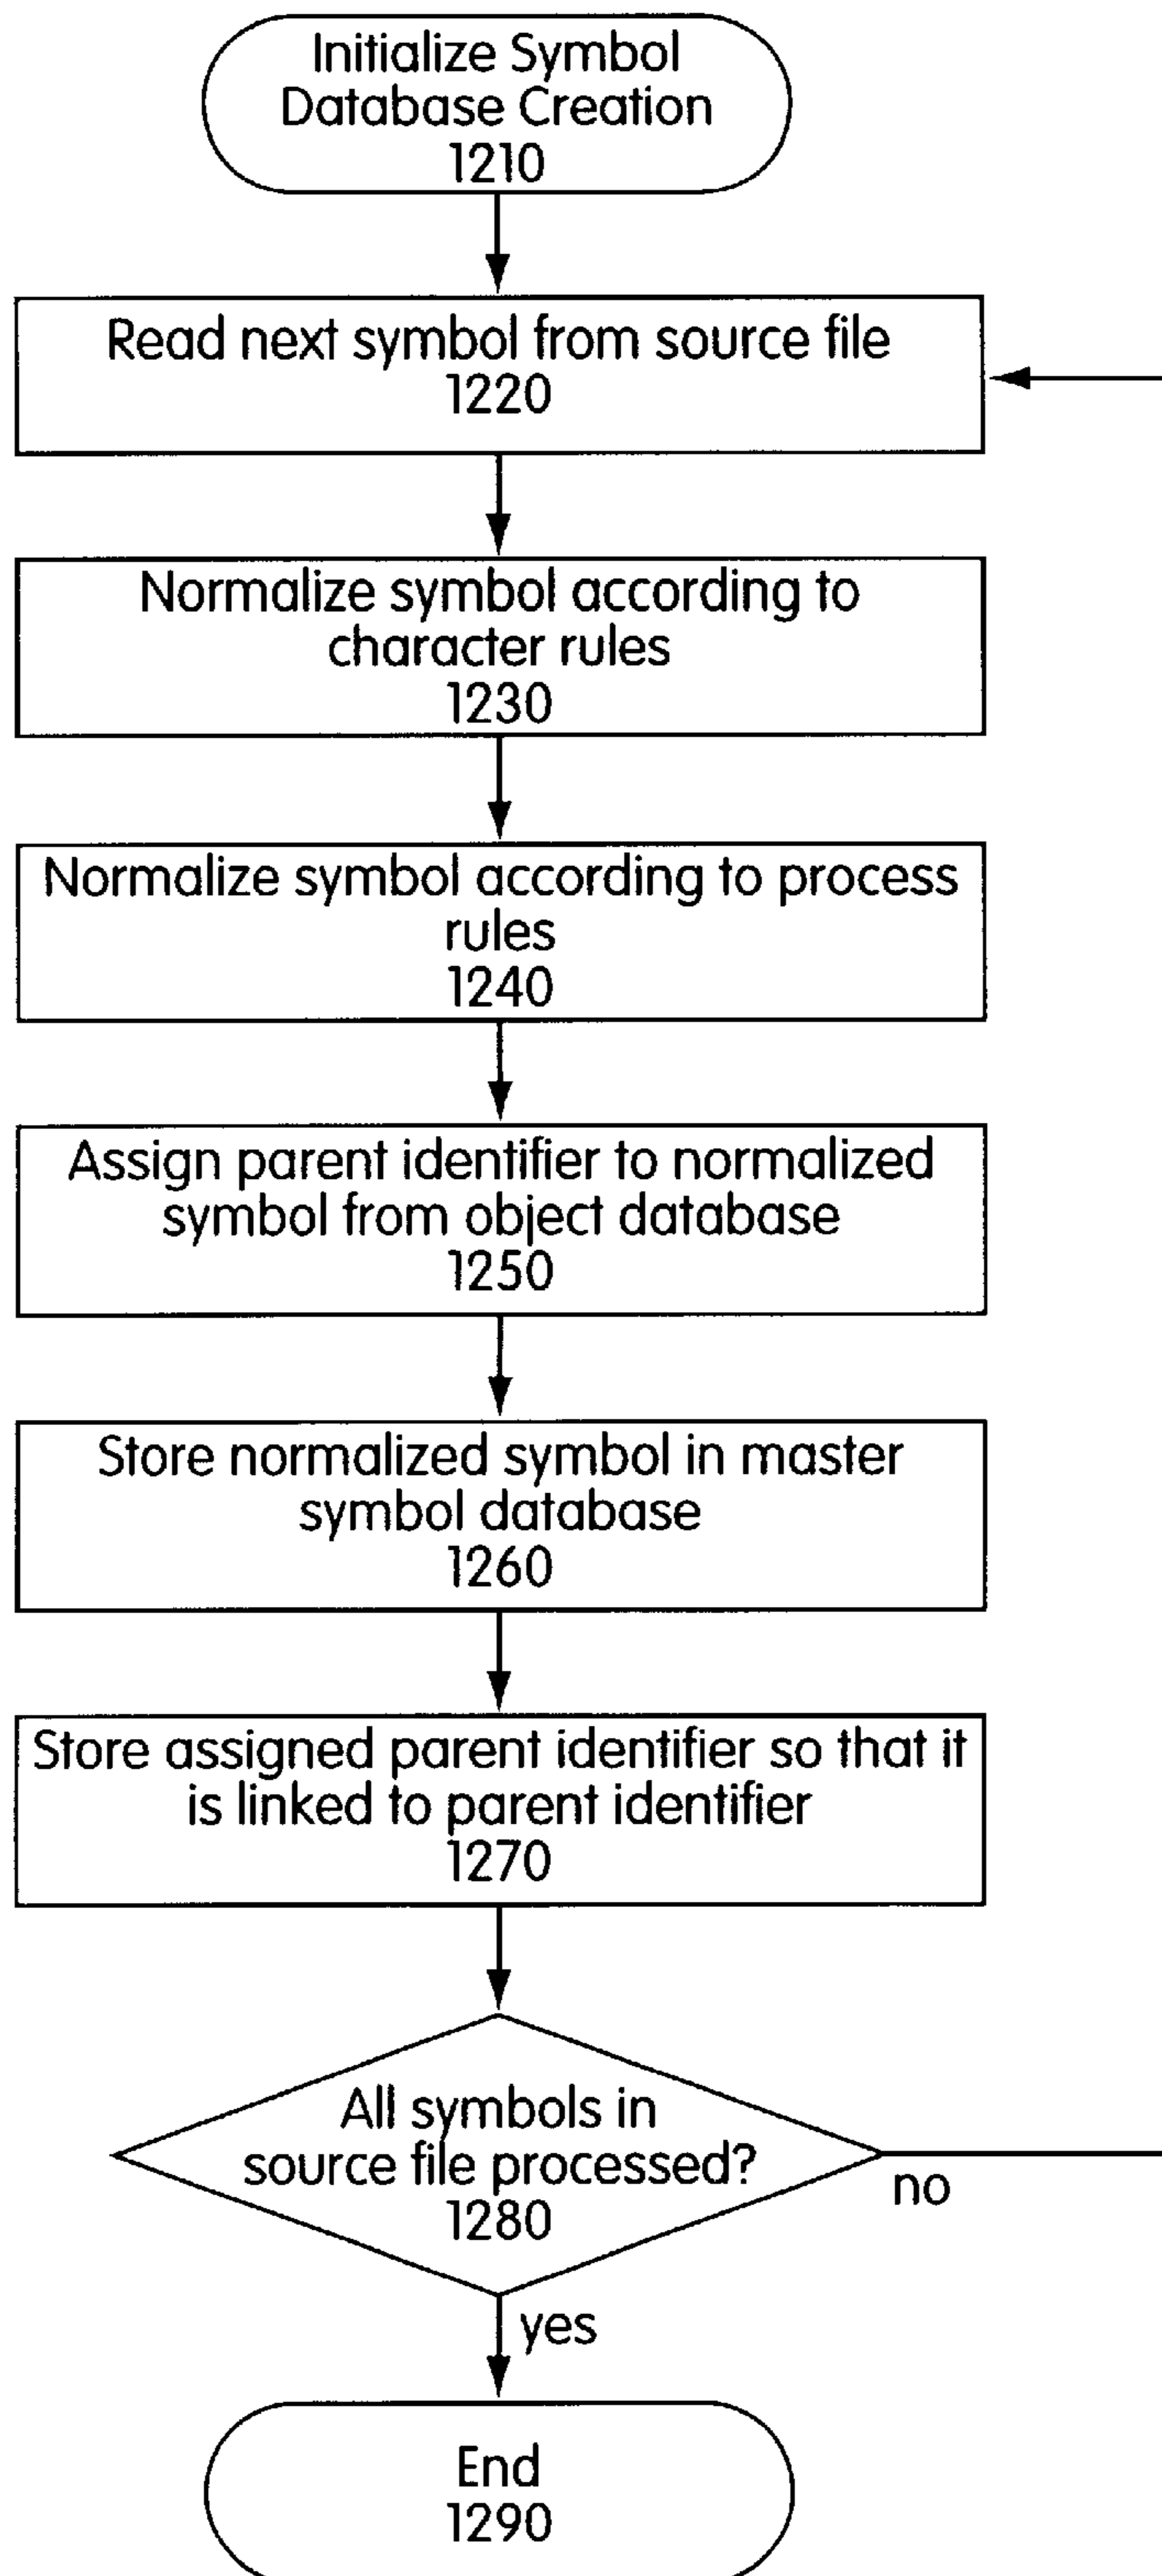 Initialize Symbol
Database Creation
1210
Read next symbol from source file
1220
Normalize symbol according to
character rules
1230
Normalize symbol according to process
rules
1240
Assign parent identifier to normalized
symbol from object database
1250
Store normalized symbol in master
symbol database
1260
Store assigned parent identifier so that it
is linked to parent identifier
1270
All symbols in
source file processed?
1280
no
yes
End
1290